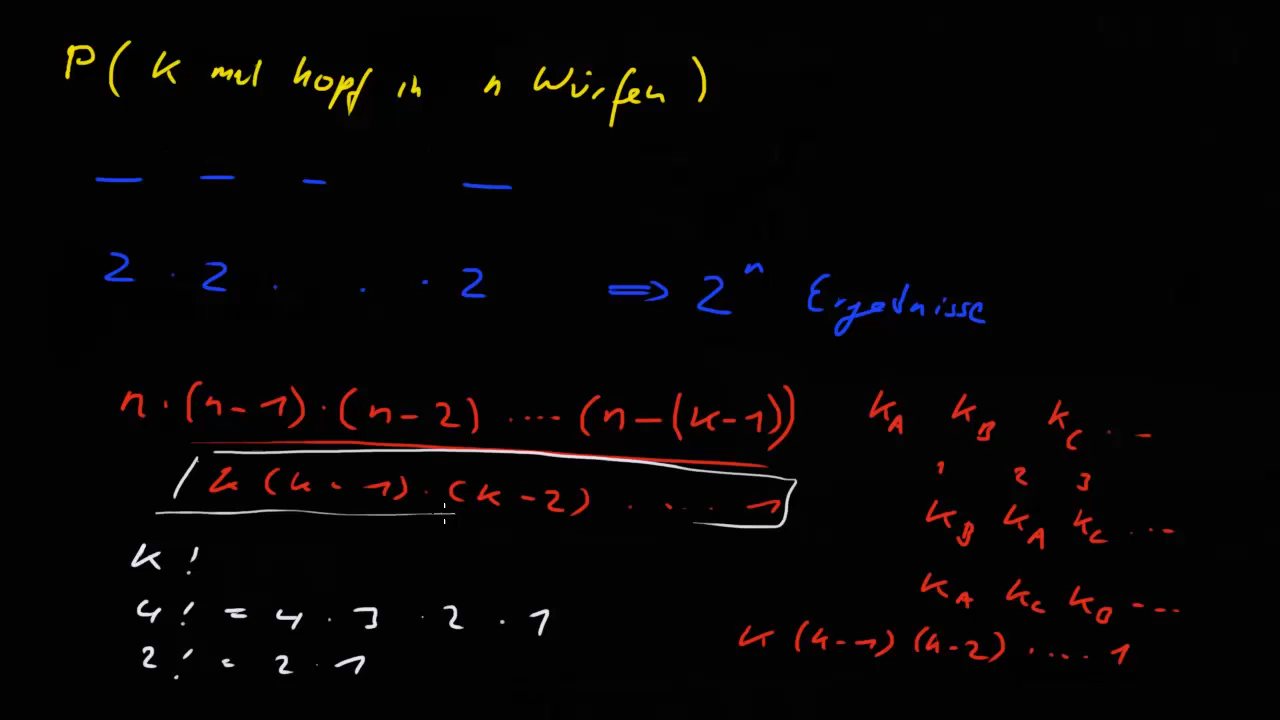 P( K mal kopf in n Würfen )
2 · 2 · . · 2 ⟹ 2^n Ergebnisse
n · (n-1) · (n-2) .... (n-(k-1)) K_A K_B K_C ...
1 2 3
k (k-1) · (k-2) . ... . 1
K_B K_A K_C ...
k !
K_A K_C K_B ...
4 ! = 4 · 3 · 2 · 1
K (k-1) (k-2) .... 1
2 ! = 2 · 1